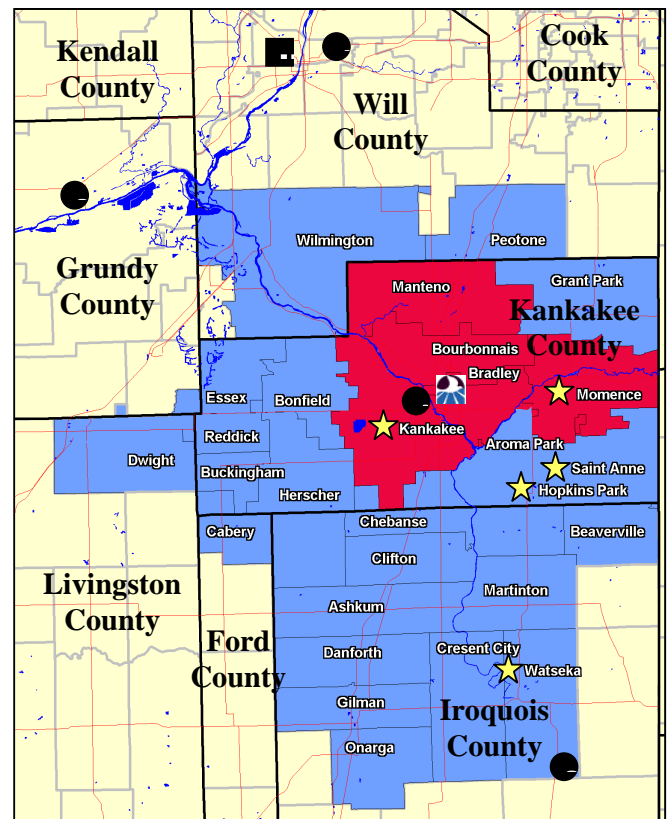 Kendall
County
Cook
County
Will
County
Wilmington
Peotone
Grundy
County
Manteno
Grant Park
Kankakee
County
Bourbonnais
Bradley
Momence
Essex
Bonfield
Kankakee
Reddick
Aroma Park
Dwight
Buckingham
Saint Anne
Herscher
Hopkins Park
Chebanse
Cabery
Beaverville
Clifton
Livingston
County
Martinton
Ashkum
Ford
County
Danforth
Cresent City
Watseka
Gilman
Iroquois
County
Onarga